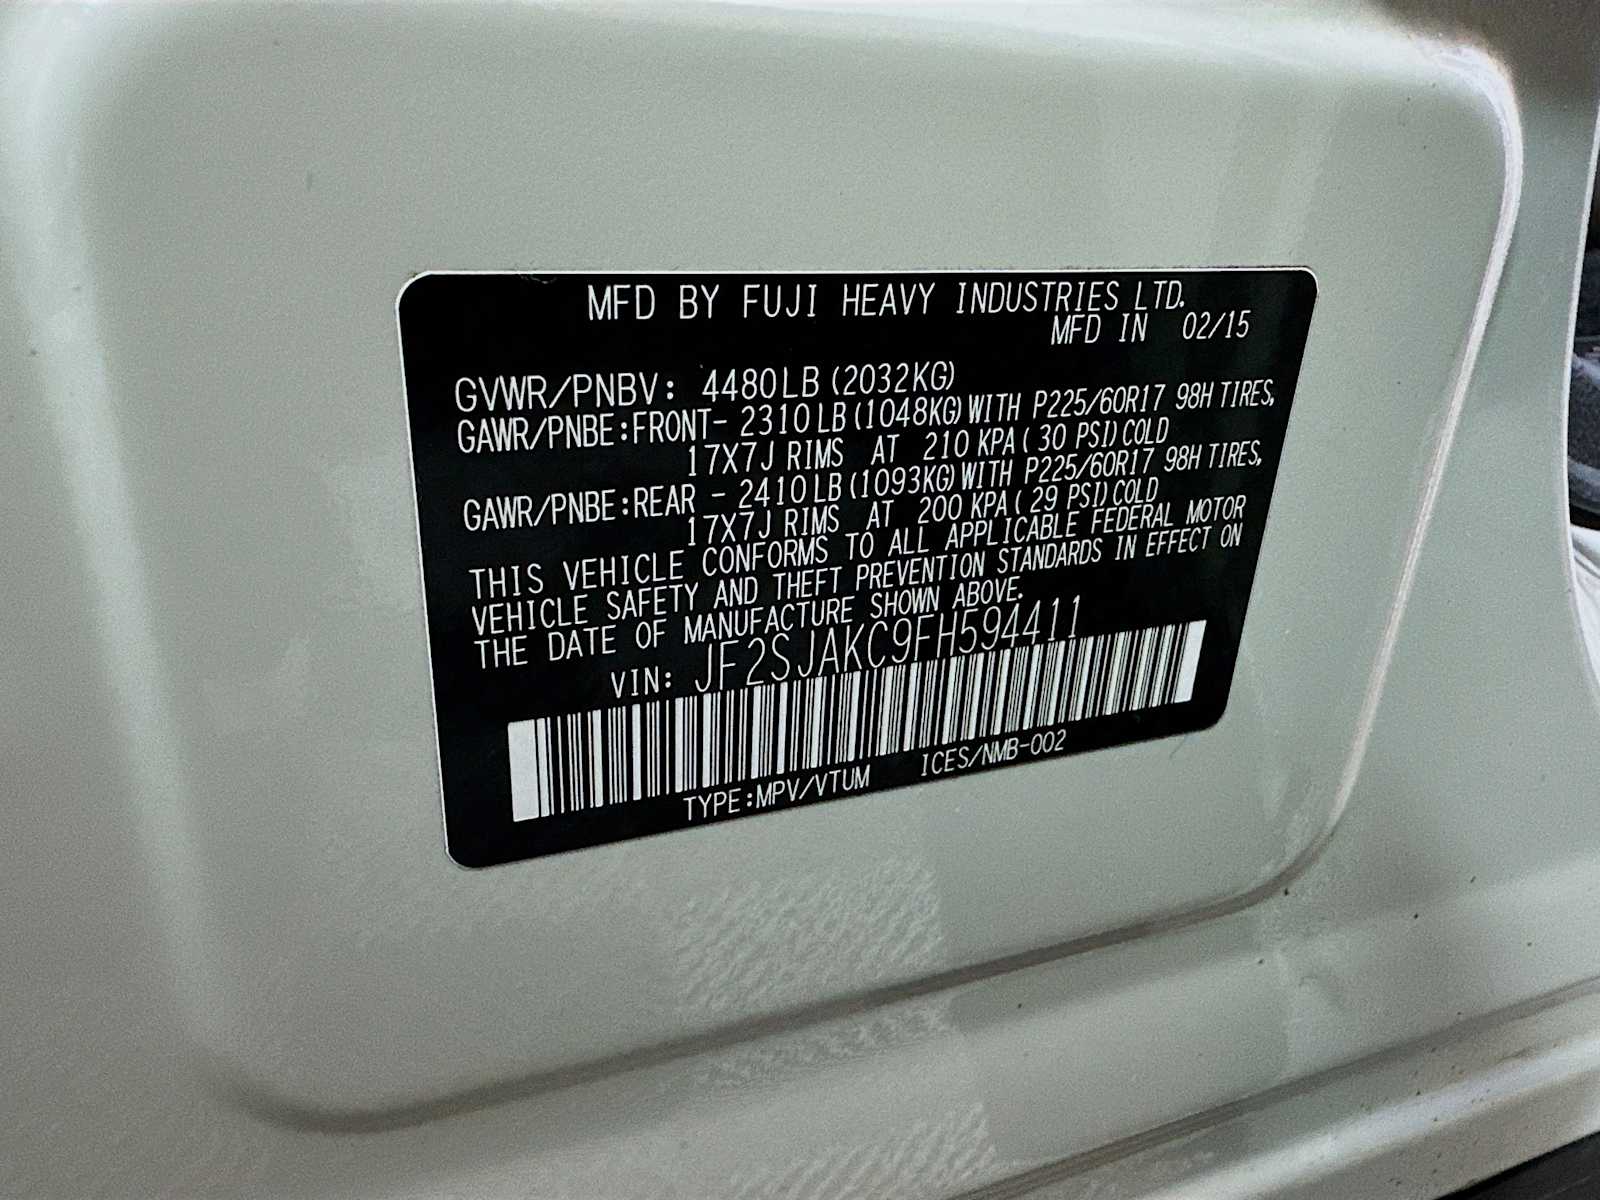 MFD BY FUJI HEAVY INDUSTRIES LTD.
MFD IN 02/15
GVWR/PNBV: 4480LB (2032KG)
GAWR/PNBE:FRONT- 2310LB (1048KG) WITH P225/60R17 98H TIRES,
17X7J RIMS AT 210 KPA ( 30 PSI) COLD
GAWR/PNBE:REAR - 2410LB (1093KG) WITH P225/60R17 98H TIRES,
17X7J RIMS AT 200 KPA ( 29 PSI) COLD
THIS VEHICLE CONFORMS TO ALL APPLICABLE FEDERAL MOTOR
VEHICLE SAFETY AND THEFT PREVENTION STANDARDS IN EFFECT ON
THE DATE OF MANUFACTURE SHOWN ABOVE.
VIN: JF2SJAKC9FH594411
TYPE:MPV/VTUM ICES/NMB-002